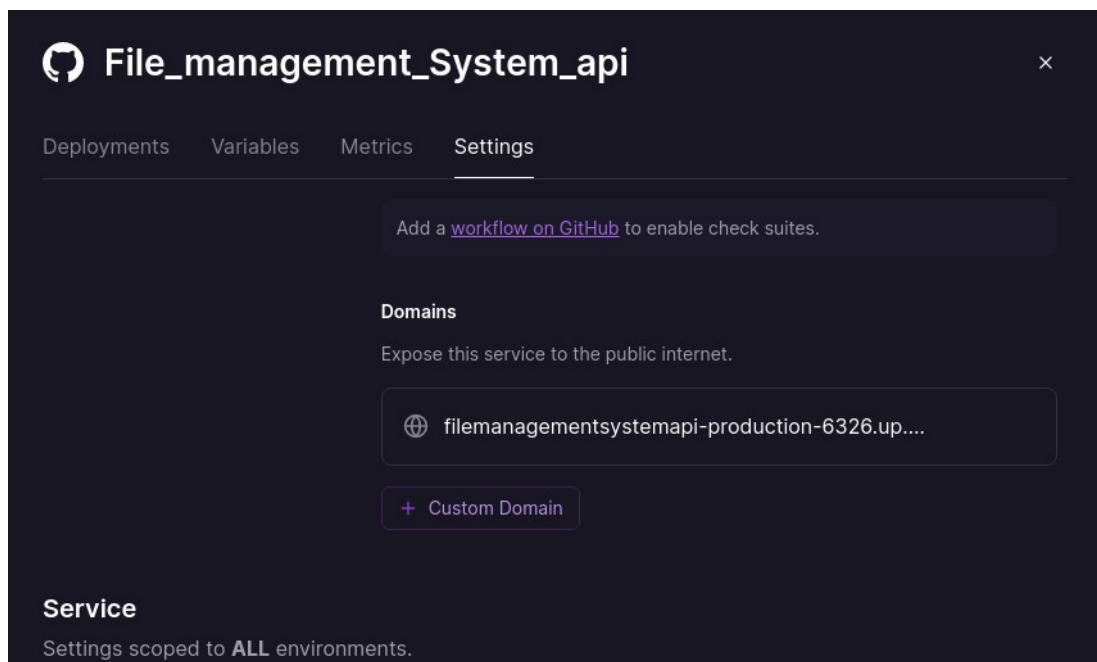 File_management_System_api
Deployments Variables Metrics Settings
Add a workflow on GitHub to enable check suites.
Domains
Expose this service to the public internet.
filemanagementsystemapi-production-6326.up....
+ Custom Domain
Service
Settings scoped to ALL environments.